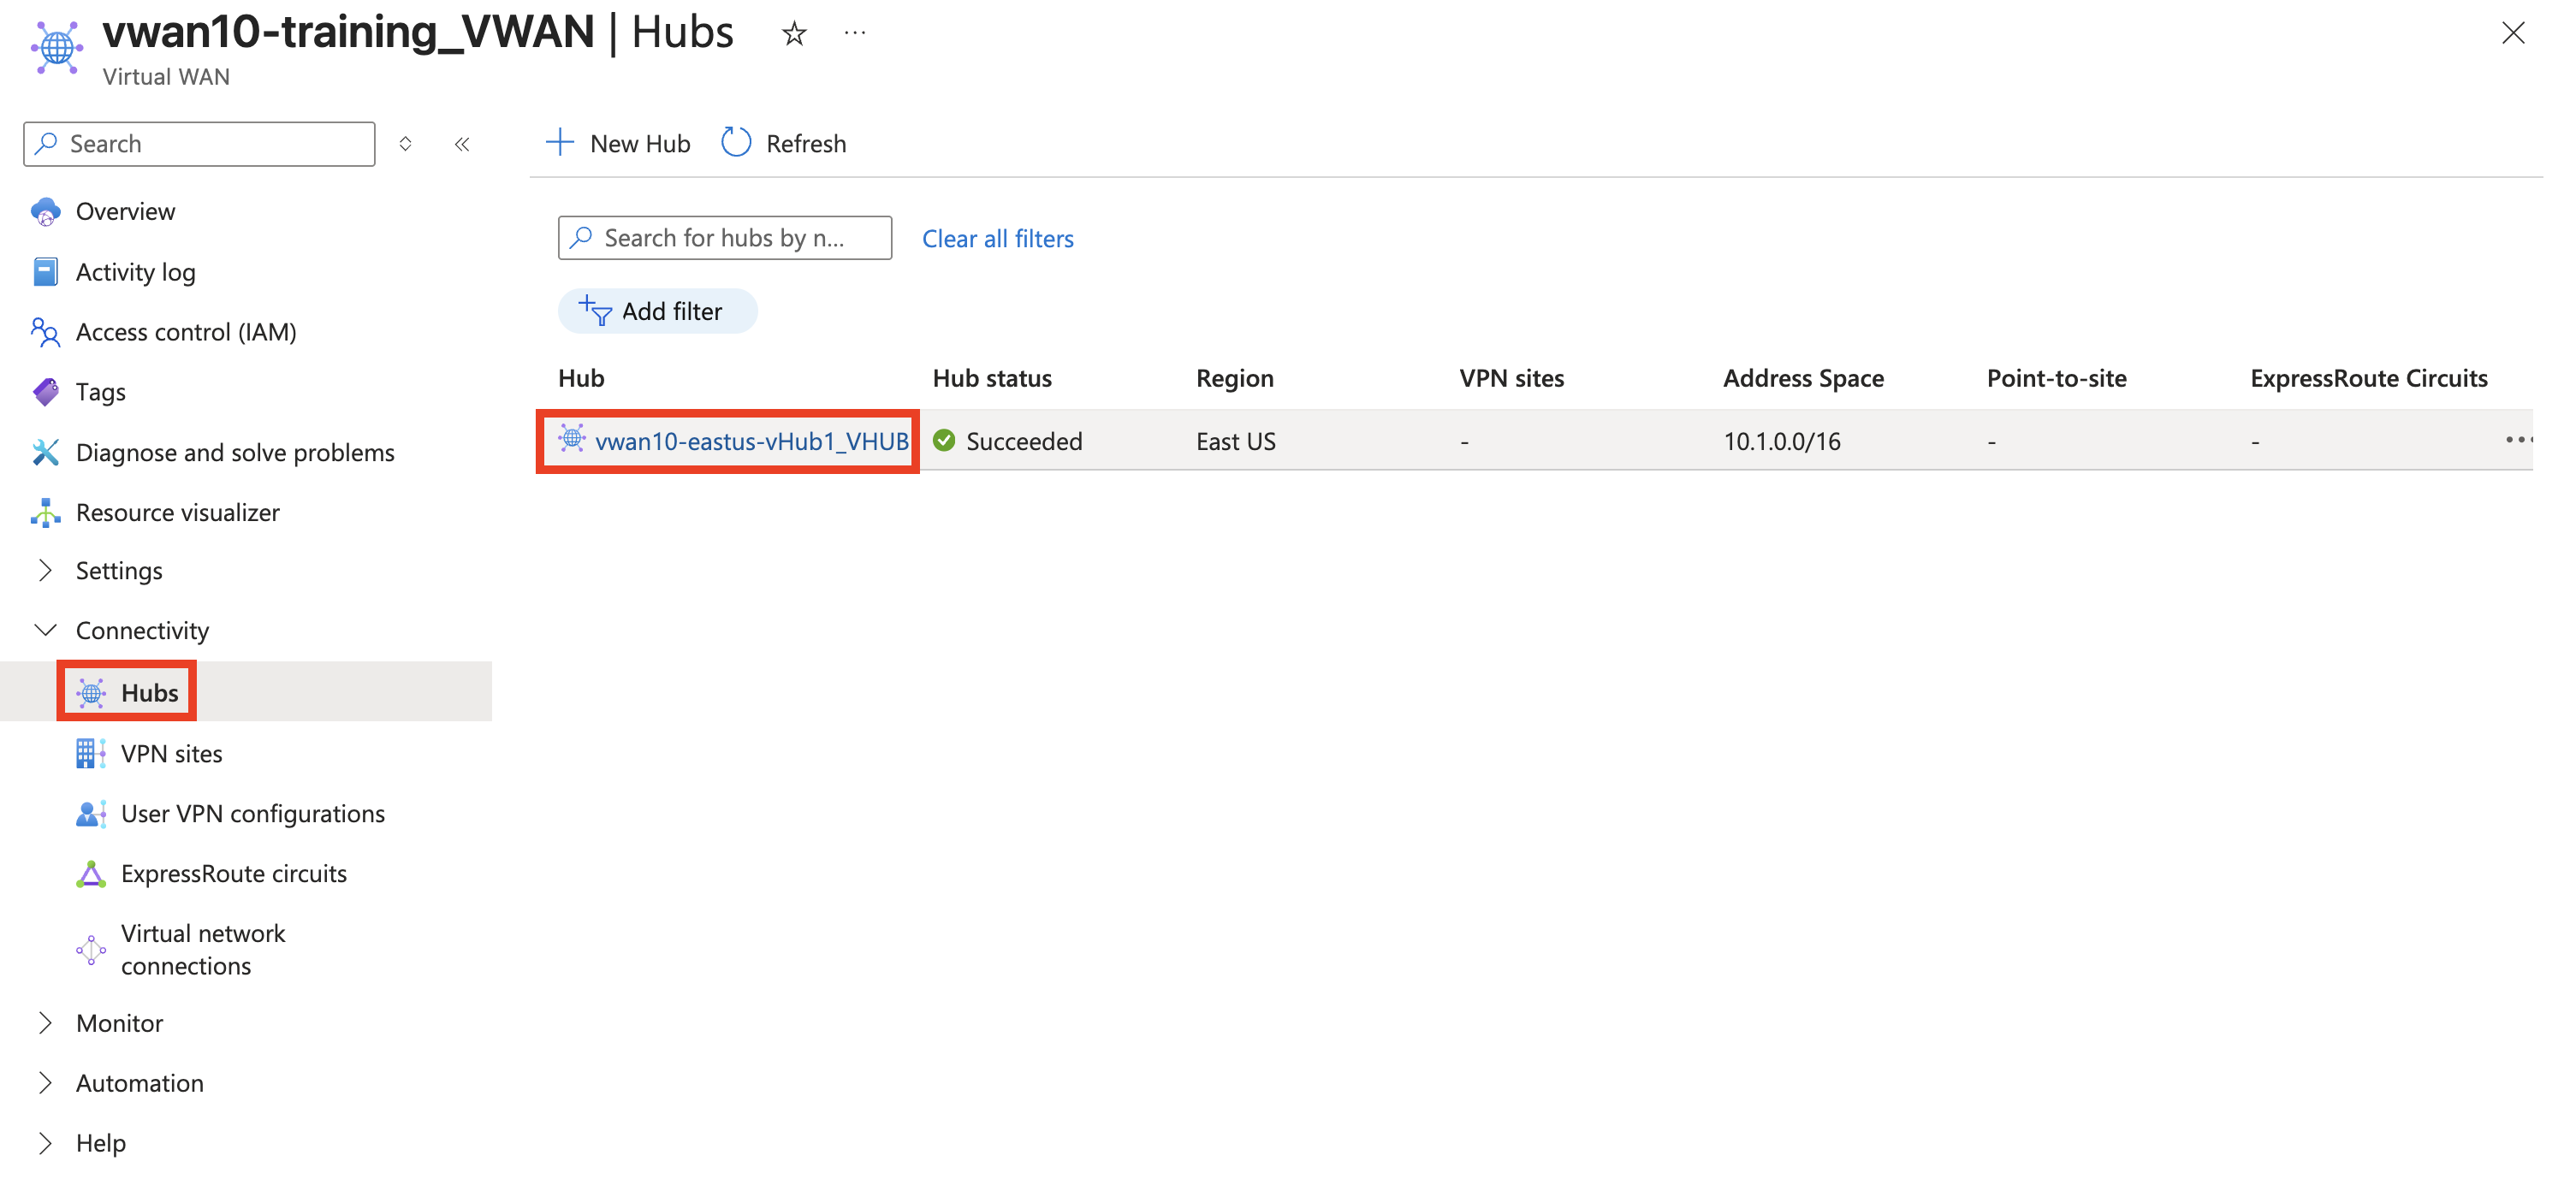 vwan10-training_VWAN | Hubs
Virtual WAN
Search
Overview
Activity log
Access control (IAM)
Tags
Diagnose and solve problems
Resource visualizer
Settings
Connectivity
Hubs
VPN sites
User VPN configurations
ExpressRoute circuits
Virtual network
connections
Monitor
Automation
Help
New Hub Refresh
Search for hubs by n... Clear all filters
Add filter
Hub Hub status Region VPN sites Address Space Point-to-site ExpressRoute Circuits
vwan10-eastus-vHub1_VHUB Succeeded East US - 10.1.0.0/16 - -